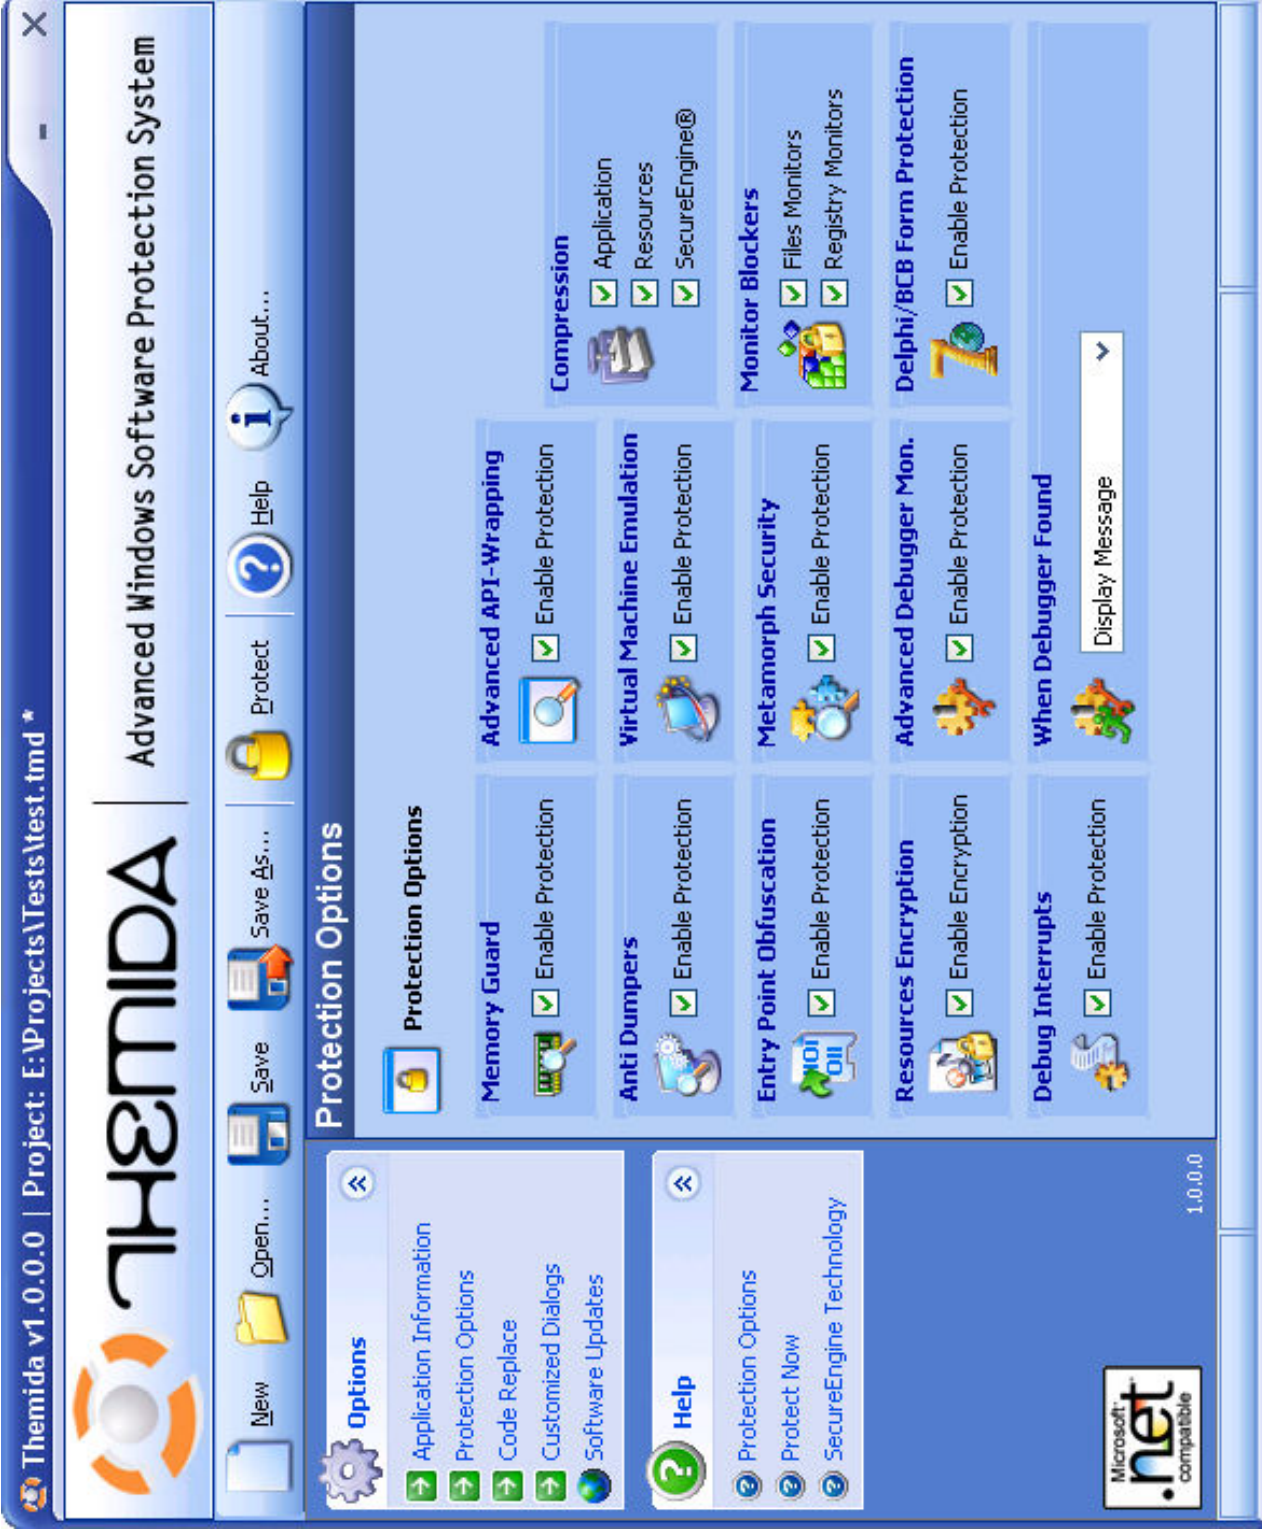 Themida v1.0.0.0 | Project: E:\Projects\Tests\test.tmd *
THEMIDA
Advanced Windows Software Protection System
New
Open...
Save
Save As...
Protect
Help
About...
Options
Application Information
Protection Options
Code Replace
Customized Dialogs
Software Updates
Help
Protection Options
Protect Now
SecureEngine Technology
Microsoft
.net
compatible
1.0.0.0
Protection Options
Protection Options
Memory Guard
Enable Protection
Anti Dumpers
Enable Protection
Entry Point Obfuscation
Enable Protection
Resources Encryption
Enable Encryption
Debug Interrupts
Enable Protection
Advanced API-Wrapping
Enable Protection
Virtual Machine Emulation
Enable Protection
Metamorph Security
Enable Protection
Advanced Debugger Mon.
Enable Protection
When Debugger Found
Display Message
Compression
Application
Resources
SecureEngine®
Monitor Blockers
Files Monitors
Registry Monitors
Delphi/BCB Form Protection
Enable Protection